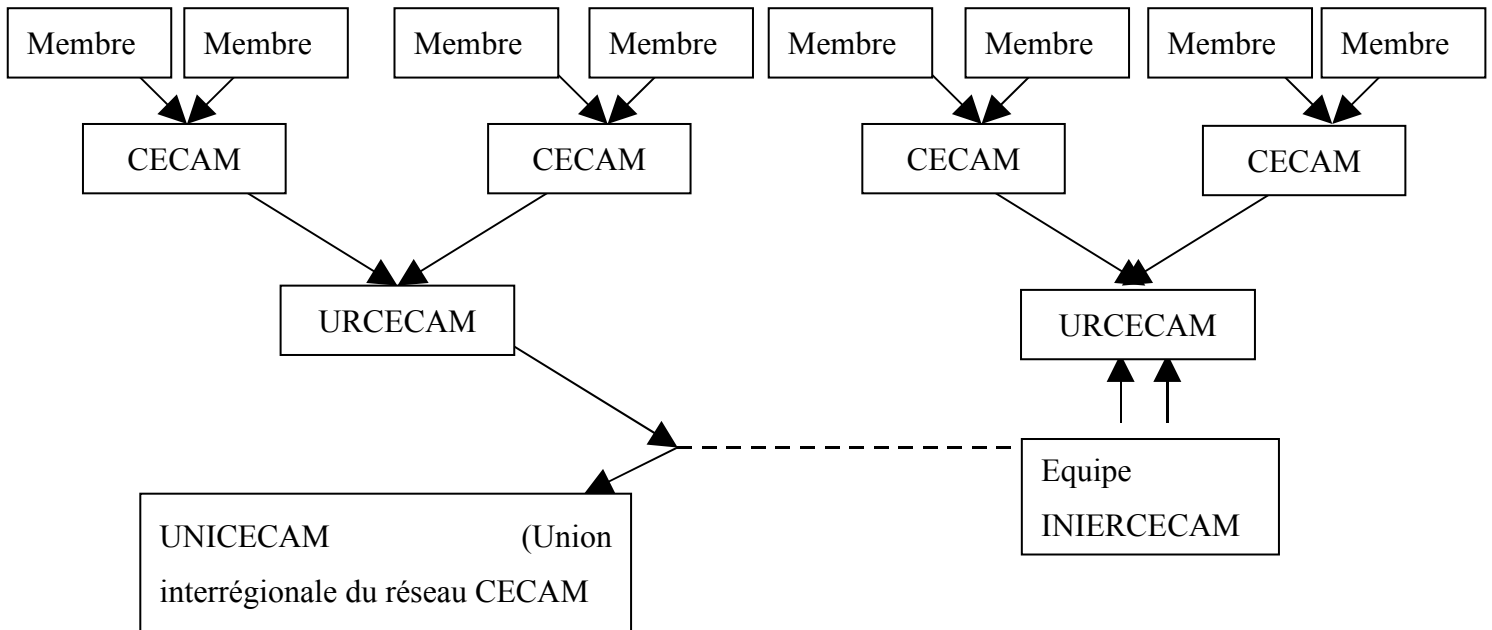 Membre Membre Membre Membre Membre Membre Membre Membre
CECAM CECAM CECAM CECAM
URCECAM URCECAM
Equipe
INIERCECAM
UNICECAM (Union
interrégionale du réseau CECAM